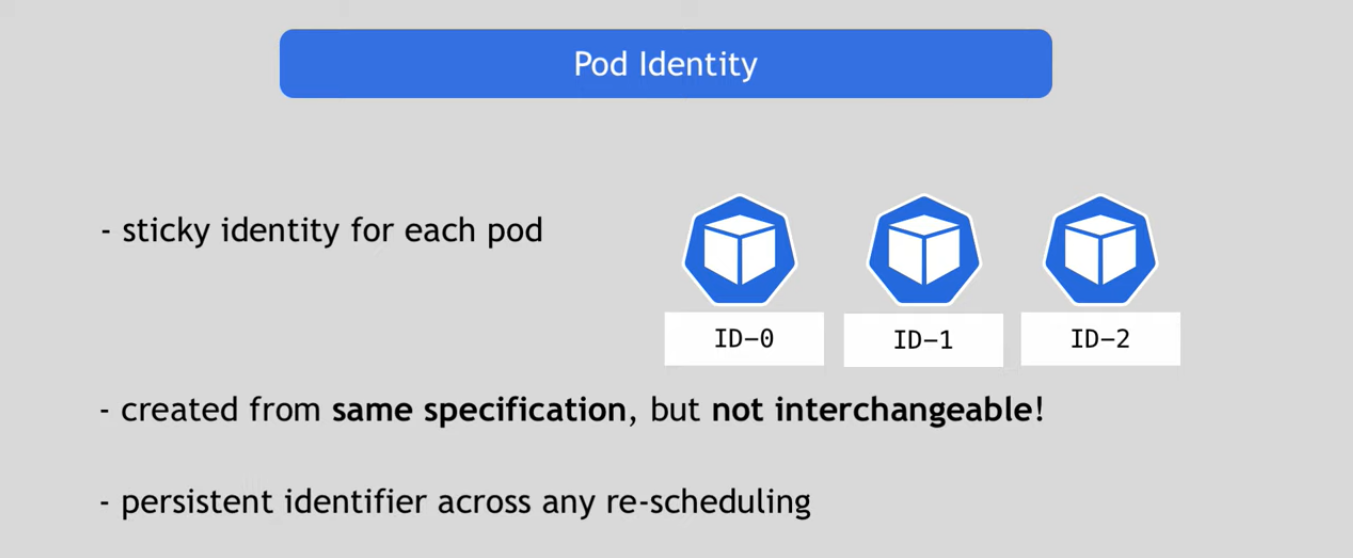 Pod Identity
- sticky identity for each pod
ID-0
ID-1
ID-2
- created from same specification, but not interchangeable!
- persistent identifier across any re-scheduling